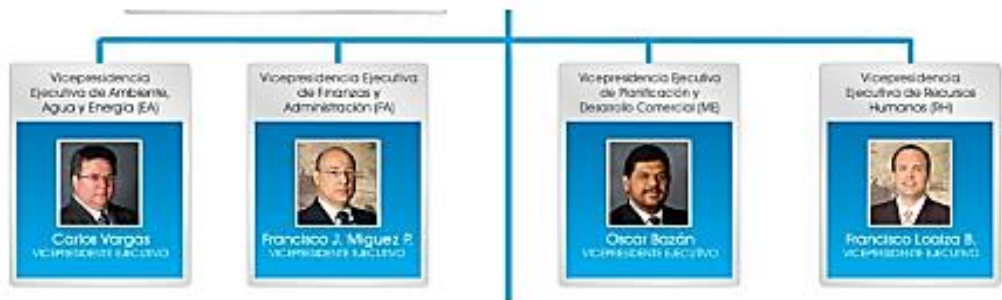 Vicepresidencia
Ejecutiva de Ambiente,
Agua y Energía (EA)
Carlos Vargas
VICEPRESIDENTE EJECUTIVO
Vicepresidencia Ejecutiva
de Finanzas y
Administración (FA)
Francisco J. Miguez P.
VICEPRESIDENTE EJECUTIVO
Vicepresidencia Ejecutiva
de Planificación y
Desarrollo Comercial (ME)
Oscar Bazán
VICEPRESIDENTE EJECUTIVO
Vicepresidencia
Ejecutiva de Recursos
Humanos (RH)
Francisco Loaiza B.
VICEPRESIDENTE EJECUTIVO